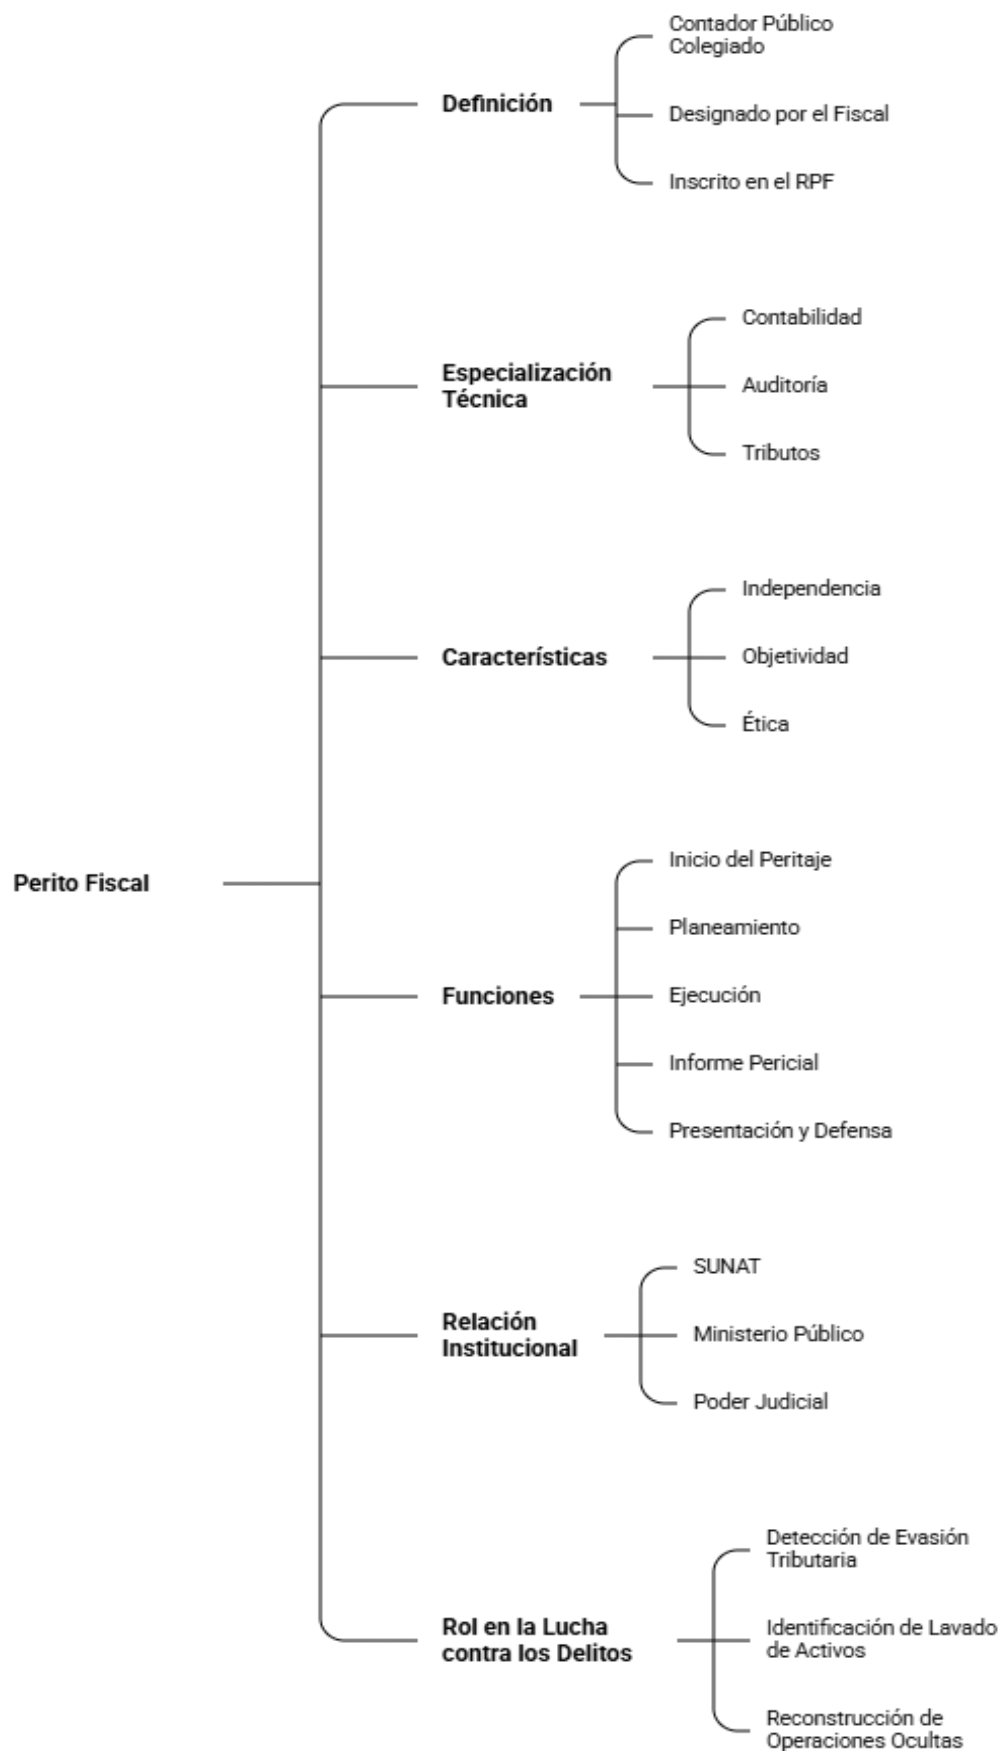 Perito Fiscal
Definición
Contador Público
Colegiado
Designado por el Fiscal
Inscrito en el RPF
Especialización
Técnica
Contabilidad
Auditoría
Tributos
Características
Independencia
Objetividad
Ética
Funciones
Inicio del Peritaje
Planeamiento
Ejecución
Informe Pericial
Presentación y Defensa
Relación
Institucional
SUNAT
Ministerio Público
Poder Judicial
Rol en la Lucha
contra los Delitos
Detección de Evasión
Tributaria
Identificación de Lavado
de Activos
Reconstrucción de
Operaciones Ocultas